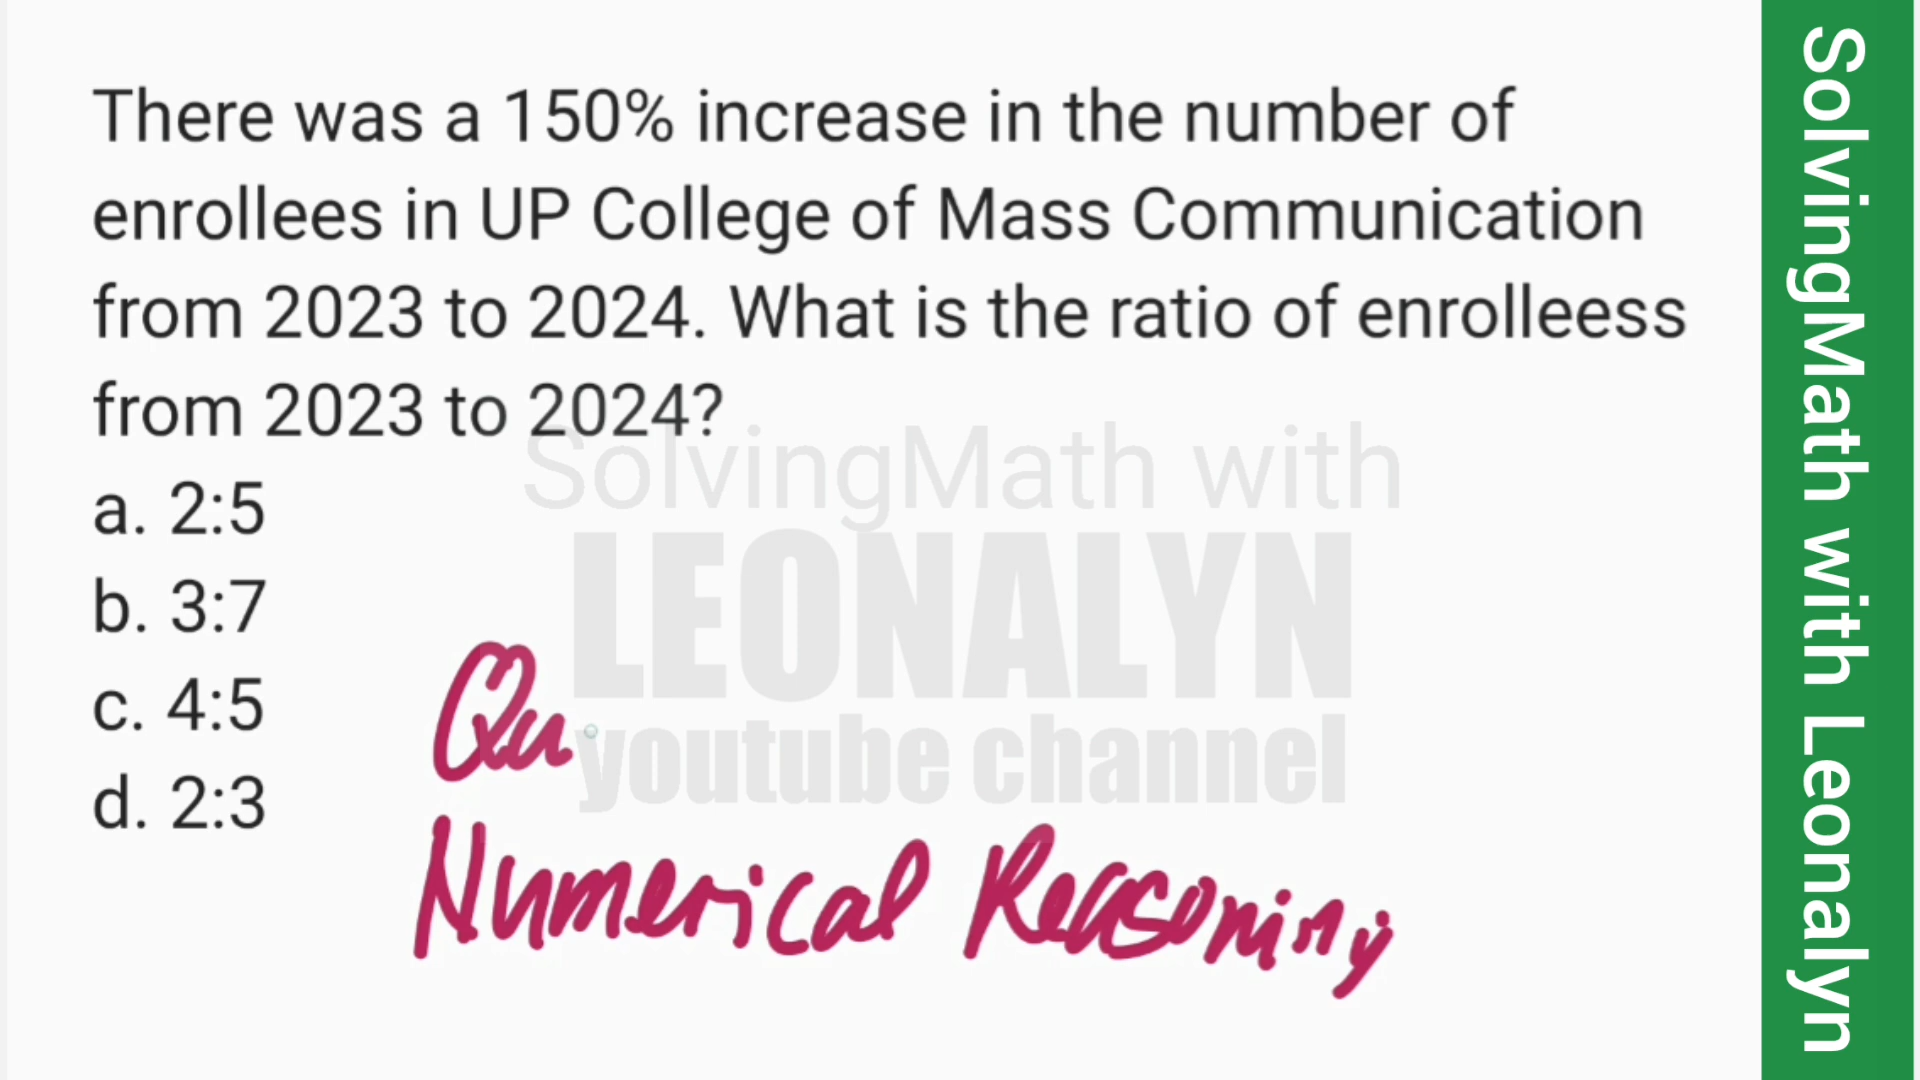 There was a 150% increase in the number of
enrollees in UP College of Mass Communication
from 2023 to 2024. What is the ratio of enrolleess
from 2023 to 2024?
a. 2:5
b. 3:7
c. 4:5
d. 2:3
SolvingMath with
LEONALYN
youtube channel
Qu
Numerical Reasoning
SolvingMath with Leonalyn